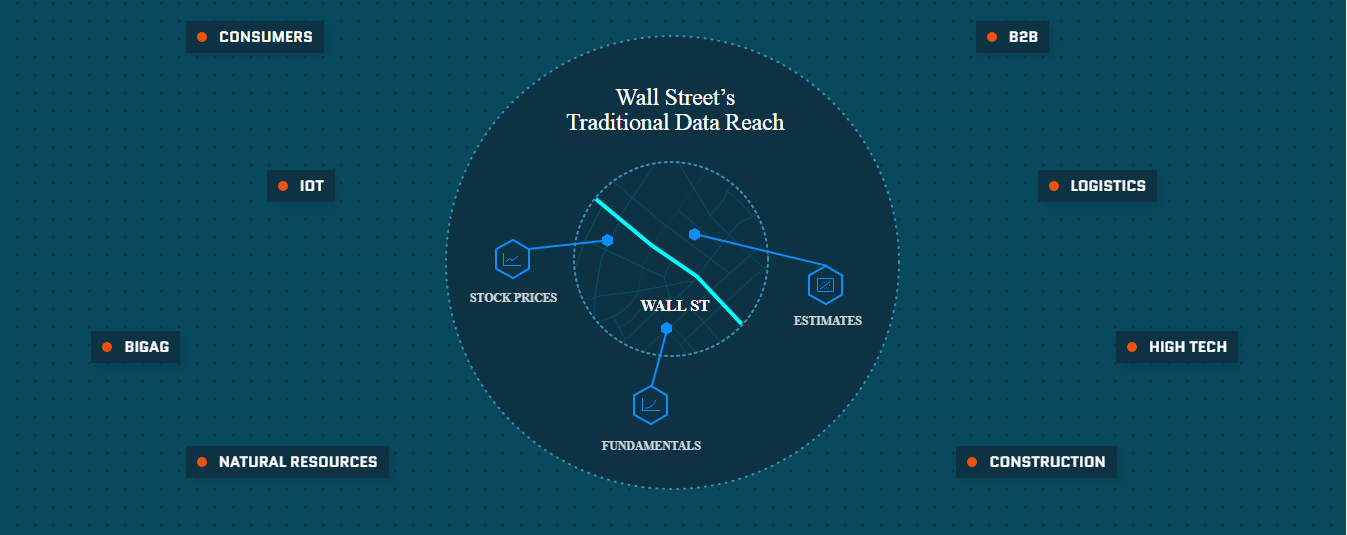 CONSUMERS
B2B
Wall Street’s
Traditional Data Reach
IOT
LOGISTICS
STOCK PRICES
WALL ST
ESTIMATES
BIGAG
HIGH TECH
FUNDAMENTALS
NATURAL RESOURCES
CONSTRUCTION